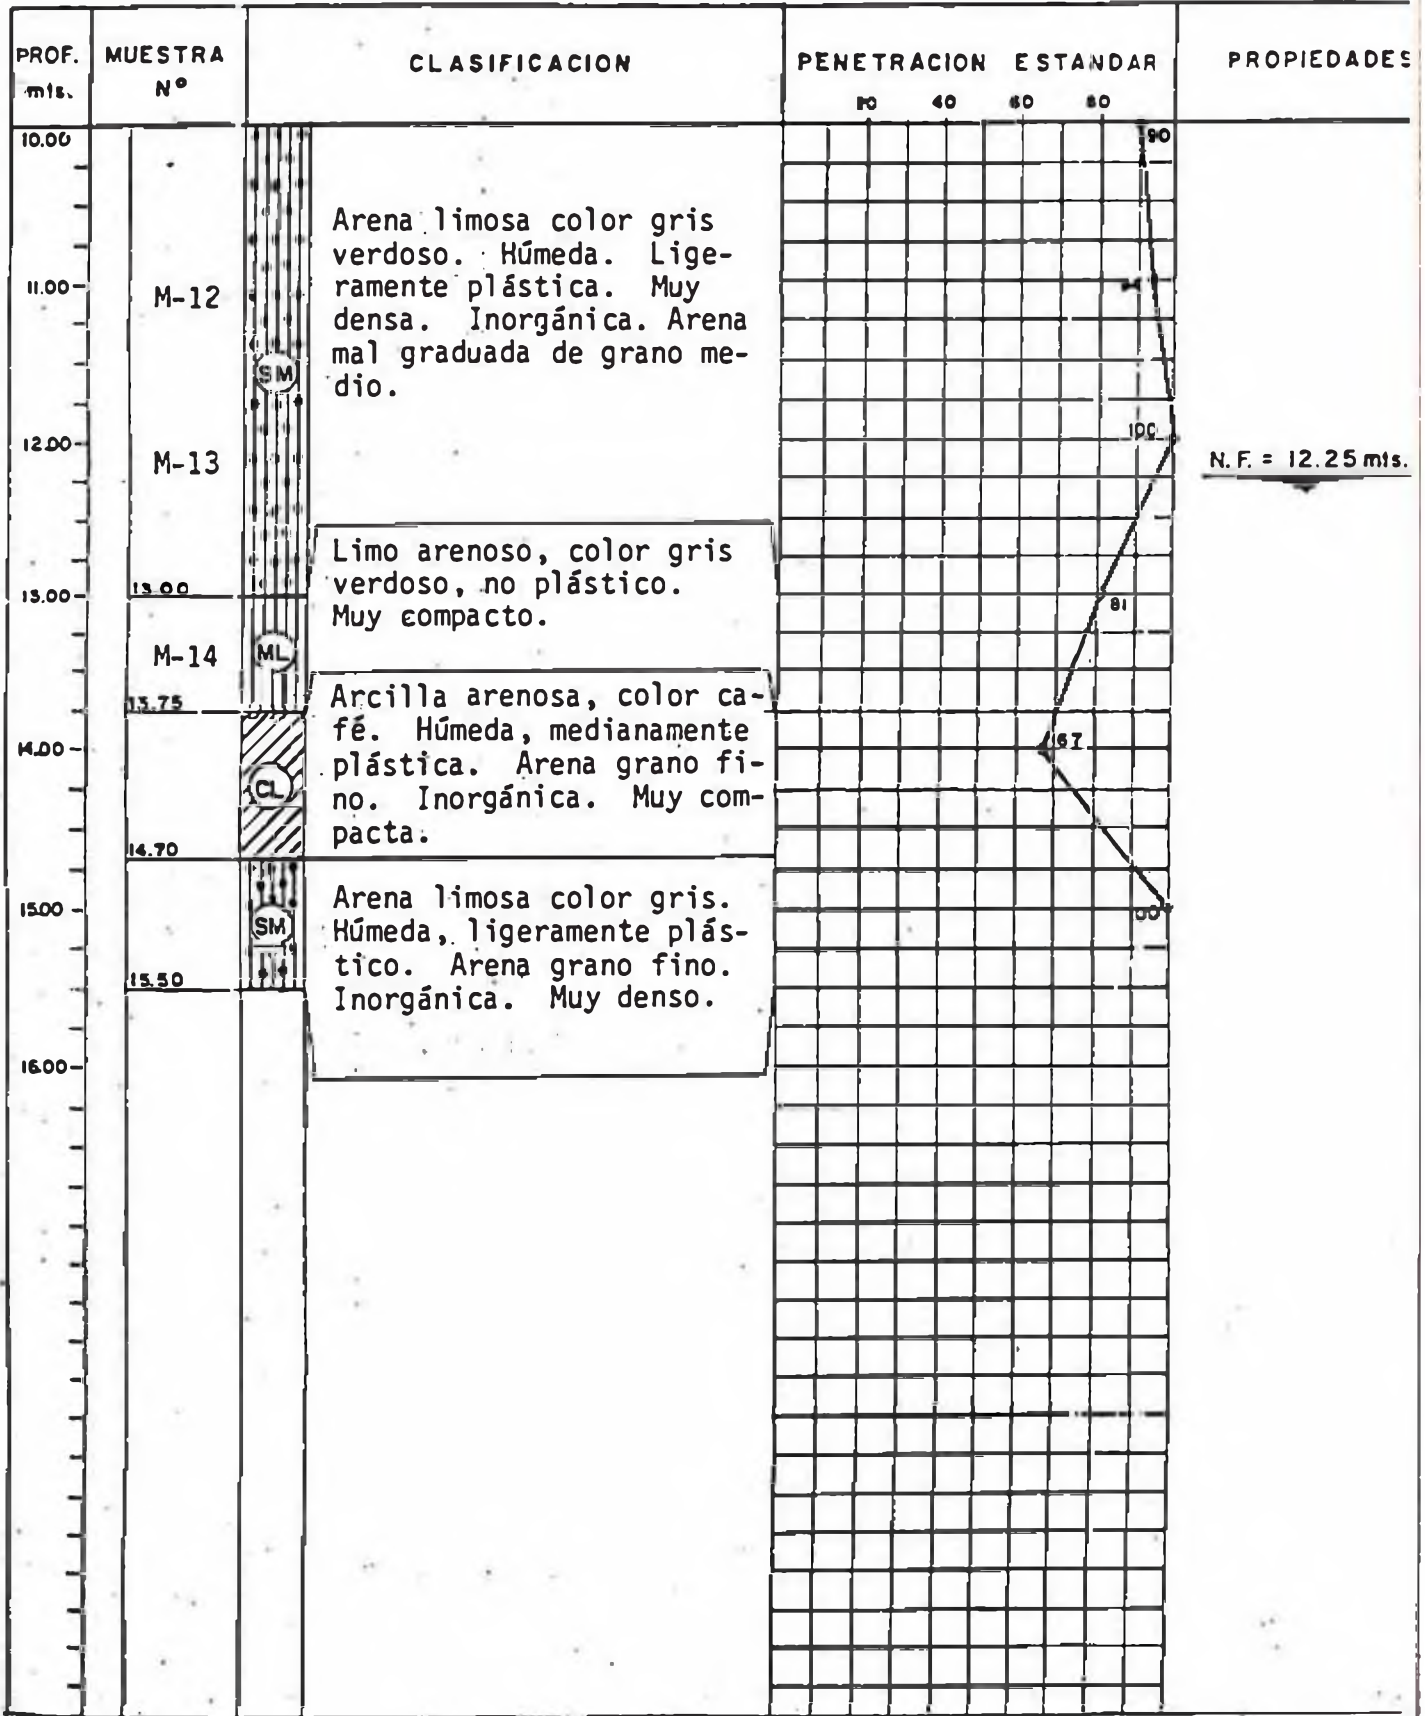 PROF.
mts.
MUESTRA
Nº
CLASIFICACION
PENETRACION ESTANDAR
40 60 80
PROPIEDADES
10.00
11.00
12.00
13.00
14.00
15.00
16.00
M-12
M-13
13.00
M-14
13.75
14.70
15.50
SM
ML
CL
SM
Arena limosa color gris
verdoso. Húmeda. Lige-
ramente plástica. Muy
densa. Inorgánica. Arena
mal graduada de grano me-
dio.
Limo arenoso, color gris
verdoso, no plástico.
Muy compacto.
Arcilla arenosa, color ca-
fé. Húmeda, medianamente
plástica. Arena grano fi-
no. Inorgánica. Muy com-
pacta.
Arena limosa color gris.
Húmeda, ligeramente plás-
tico. Arena grano fino.
Inorgánica. Muy denso.
90
100
81
67
N.F. = 12.25 mts.